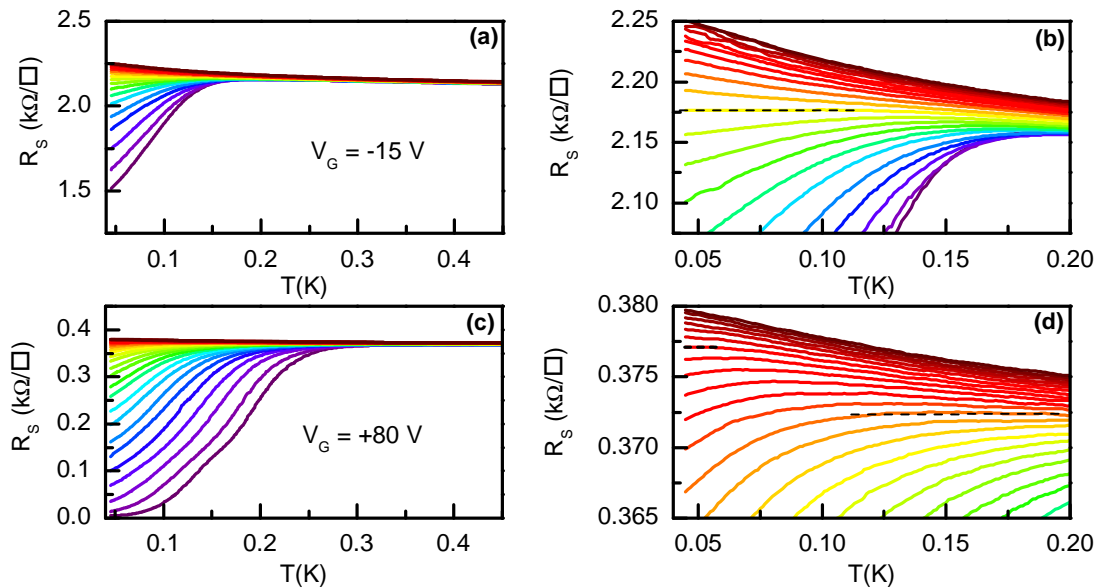 2.5
2.0
1.5
R_S (kΩ/□)
(a)
V_G = -15 V
0.1 0.2 0.3 0.4
T(K)
2.25
2.20
2.15
2.10
R_S (kΩ/□)
(b)
0.05 0.10 0.15 0.20
T(K)
0.4
0.3
0.2
0.1
0.0
R_S (kΩ/□)
(c)
V_G = +80 V
0.1 0.2 0.3 0.4
T(K)
0.380
0.375
0.370
0.365
R_S (kΩ/□)
(d)
0.05 0.10 0.15 0.20
T(K)